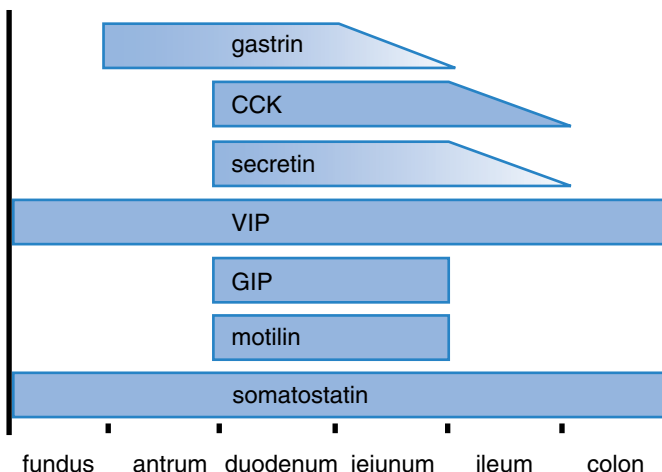 gastrin
CCK
secretin
VIP
GIP
motilin
somatostatin
fundus antrum duodenum jejunum ileum colon